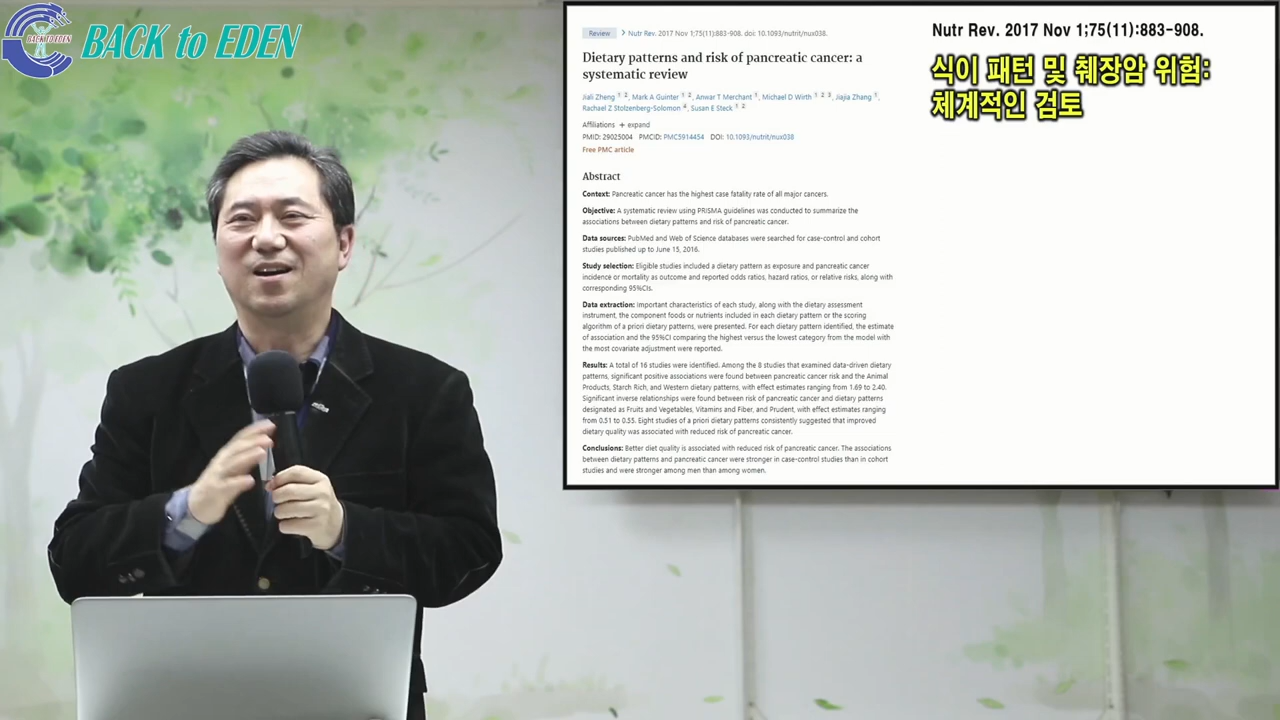 BACK to EDEN
BACK TO EDEN
Review > Nutr Rev. 2017 Nov 1;75(11):883-908. doi: 10.1093/nutrit/nux038.
Dietary patterns and risk of pancreatic cancer: a
systematic review
Jiali Zheng 1 2, Mark A Guinter 1 2, Anwar T Merchant 1, Michael D Wirth 1 2 3, Jiajia Zhang 1,
Rachael Z Stolzenberg-Solomon 4, Susan E Steck 1 2
Affiliations + expand
PMID: 29025004 PMCID: PMC5914454 DOI: 10.1093/nutrit/nux038
Free PMC article
Abstract
Context: Pancreatic cancer has the highest case fatality rate of all major cancers.
Objective: A systematic review using PRISMA guidelines was conducted to summarize the
associations between dietary patterns and risk of pancreatic cancer.
Data sources: PubMed and Web of Science databases were searched for case-control and cohort
studies published up to June 15, 2016.
Study selection: Eligible studies included a dietary pattern as exposure and pancreatic cancer
incidence or mortality as outcome and reported odds ratios, hazard ratios, or relative risks, along with
corresponding 95%CIs.
Data extraction: Important characteristics of each study, along with the dietary assessment
instrument, the component foods or nutrients included in each dietary pattern or the scoring
algorithm of a priori dietary patterns, were presented. For each dietary pattern identified, the estimate
of association and the 95%CI comparing the highest versus the lowest category from the model with
the most covariate adjustment were reported.
Results: A total of 16 studies were identified. Among the 8 studies that examined data-driven dietary
patterns, significant positive associations were found between pancreatic cancer risk and the Animal
Products, Starch Rich, and Western dietary patterns, with effect estimates ranging from 1.69 to 2.40.
Significant inverse relationships were found between risk of pancreatic cancer and dietary patterns
designated as Fruits and Vegetables, Vitamins and Fiber, and Prudent, with effect estimates ranging
from 0.51 to 0.55. Eight studies of a priori dietary patterns consistently suggested that improved
dietary quality was associated with reduced risk of pancreatic cancer.
Conclusions: Better diet quality is associated with reduced risk of pancreatic cancer. The associations
between dietary patterns and pancreatic cancer were stronger in case-control studies than in cohort
studies and were stronger among men than among women.
Nutr Rev. 2017 Nov 1;75(11):883-908.
식이 패턴 및 췌장암 위험:
체계적인 검토